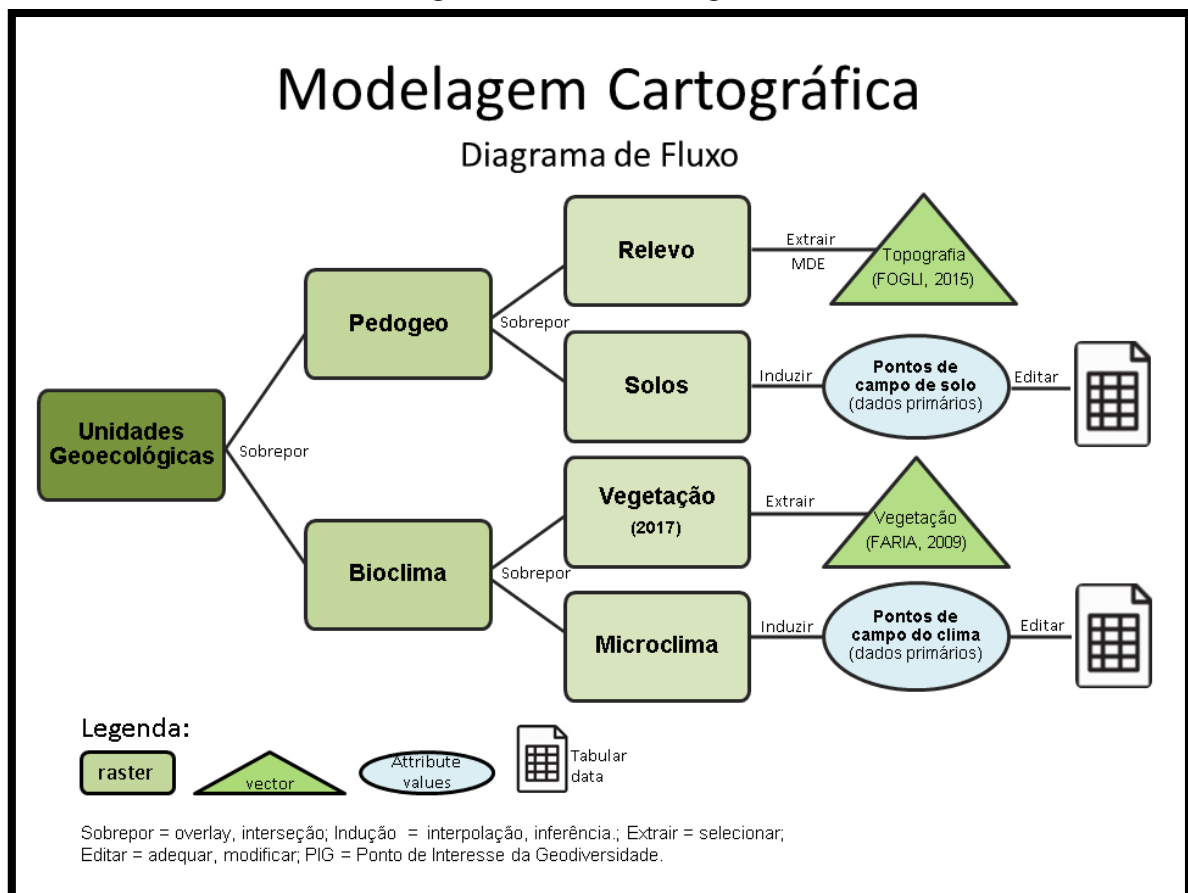 Modelagem Cartográfica
Diagrama de Fluxo
Unidades
Geoecológicas
Sobrepor
Pedogeo
Sobrepor
Relevo
Extrair
MDE
Topografia
(FOGLI, 2015)
Solos
Induzir
Pontos de
campo de solo
(dados primários)
Editar
Bioclima
Sobrepor
Vegetação
(2017)
Extrair
Vegetação
(FARIA, 2009)
Microclima
Induzir
Pontos de
campo do clima
(dados primários)
Editar
Legenda:
raster
vector
Attribute
values
Tabular
data
Sobrepor = overlay, interseção; Indução = interpolação, inferência.; Extrair = selecionar;
Editar = adequar, modificar; PIG = Ponto de Interesse da Geodiversidade.